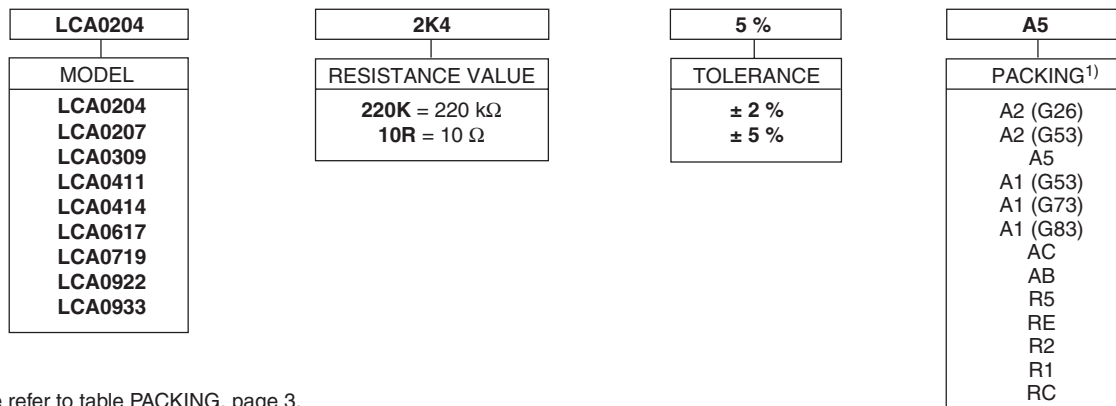 LCA0204 2K4 5 % A5
MODEL RESISTANCE VALUE TOLERANCE PACKING1)
LCA0204
LCA0207
LCA0309
LCA0411
LCA0414
LCA0617
LCA0719
LCA0922
LCA0933
220K = 220 kΩ
10R = 10 Ω
± 2 %
± 5 %
A2 (G26)
A2 (G53)
A5
A1 (G53)
A1 (G73)
A1 (G83)
AC
AB
R5
RE
R2
R1
RC
refer to table PACKING, page 3.